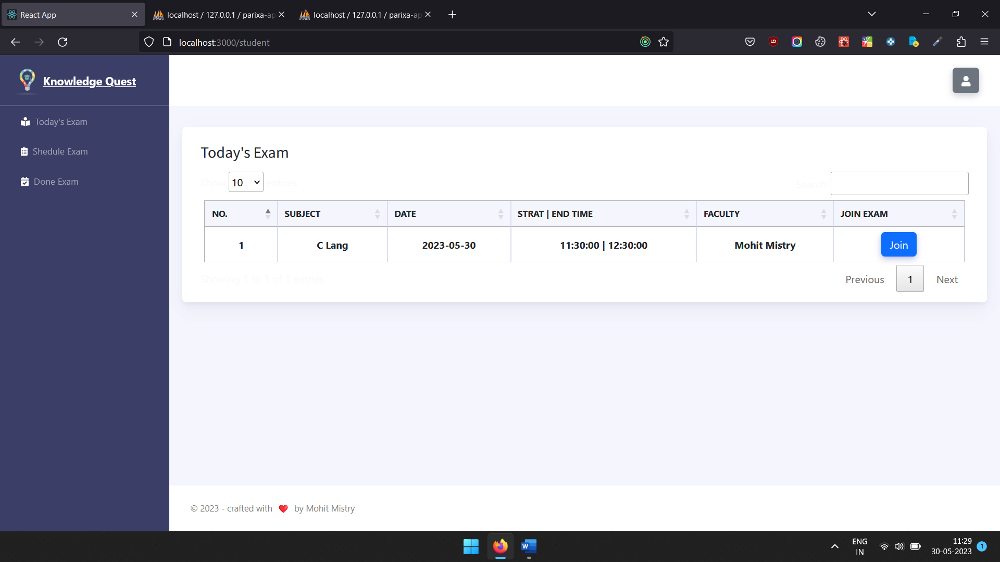 React App
localhost / 127.0.0.1 / parixa-ap
localhost / 127.0.0.1 / parixa-ap
localhost:3000/student
Knowledge Quest
Today's Exam
Shedule Exam
Done Exam
Today's Exam
Show 10 entries
Search:
NO. SUBJECT DATE STRAT | END TIME FACULTY JOIN EXAM
1 C Lang 2023-05-30 11:30:00 | 12:30:00 Mohit Mistry Join
Showing 1 to 1 of 1 entries
Previous 1 Next
© 2023 - crafted with ❤️ by Mohit Mistry
ENG
IN
11:29
30-05-2023
1